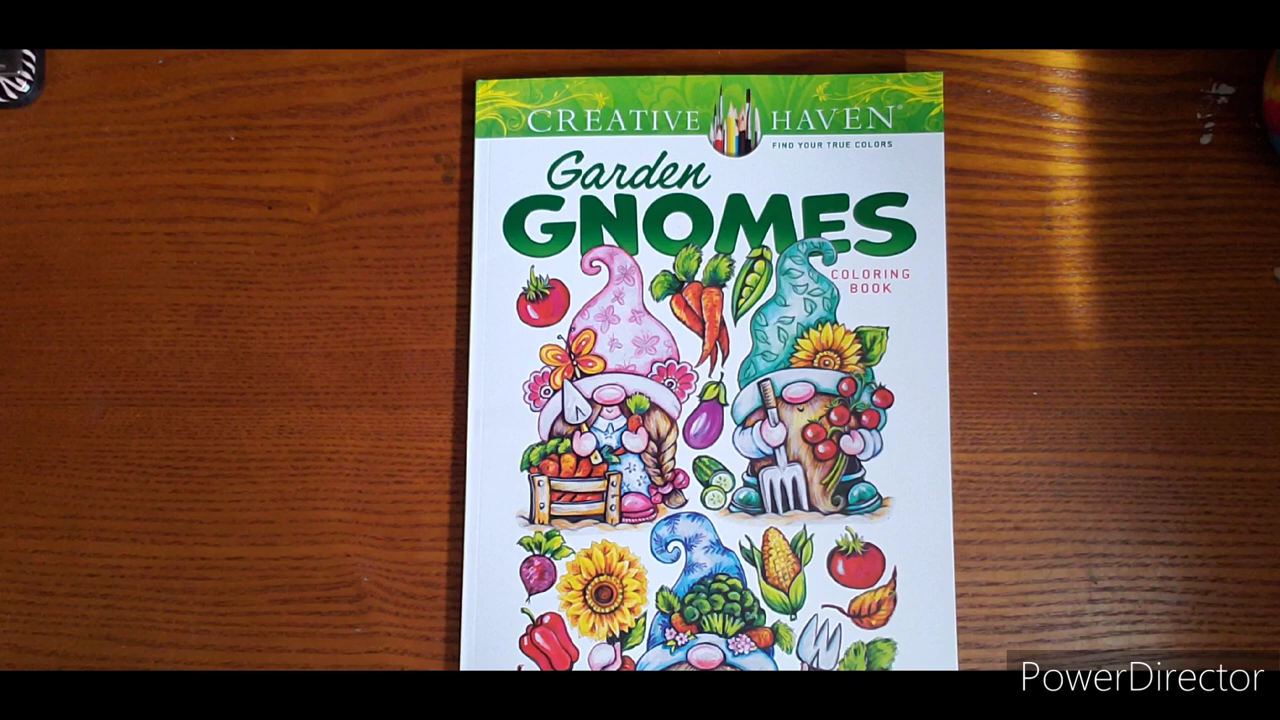 CREATIVE HAVEN®
FIND YOUR TRUE COLORS
Garden
GNOMES
COLORING
BOOK
PowerDirector